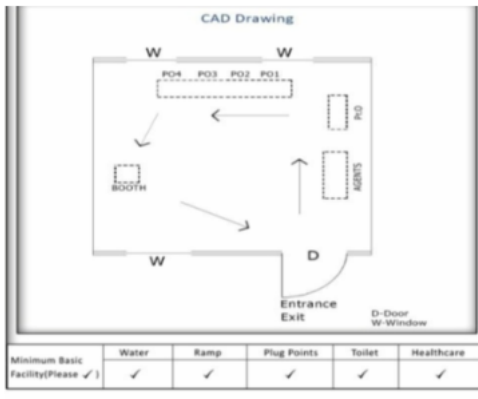 CAD Drawing
W W
PO4 PO3 PO2 PO1
PrO
AGENTS
BOOTH
W
D
Entrance
Exit
D-Door
W-Window
Minimum Basic
Facility(Please ✓)
Water Ramp Plug Points Toilet Healthcare
✓ ✓ ✓ ✓ ✓